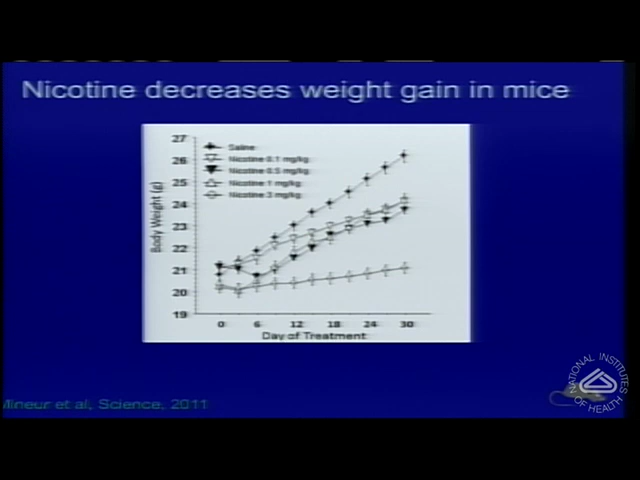 Nicotine decreases weight gain in mice
27
26
25
24
23
22
21
20
19
Body Weight (g)
Saline
Nicotine 0.1 mg/kg
Nicotine 0.5 mg/kg
Nicotine 1 mg/kg
Nicotine 3 mg/kg
0 6 12 18 24 30
Day of Treatment
Mineur et al, Science, 2011
NATIONAL INSTITUTES
OF HEALTH